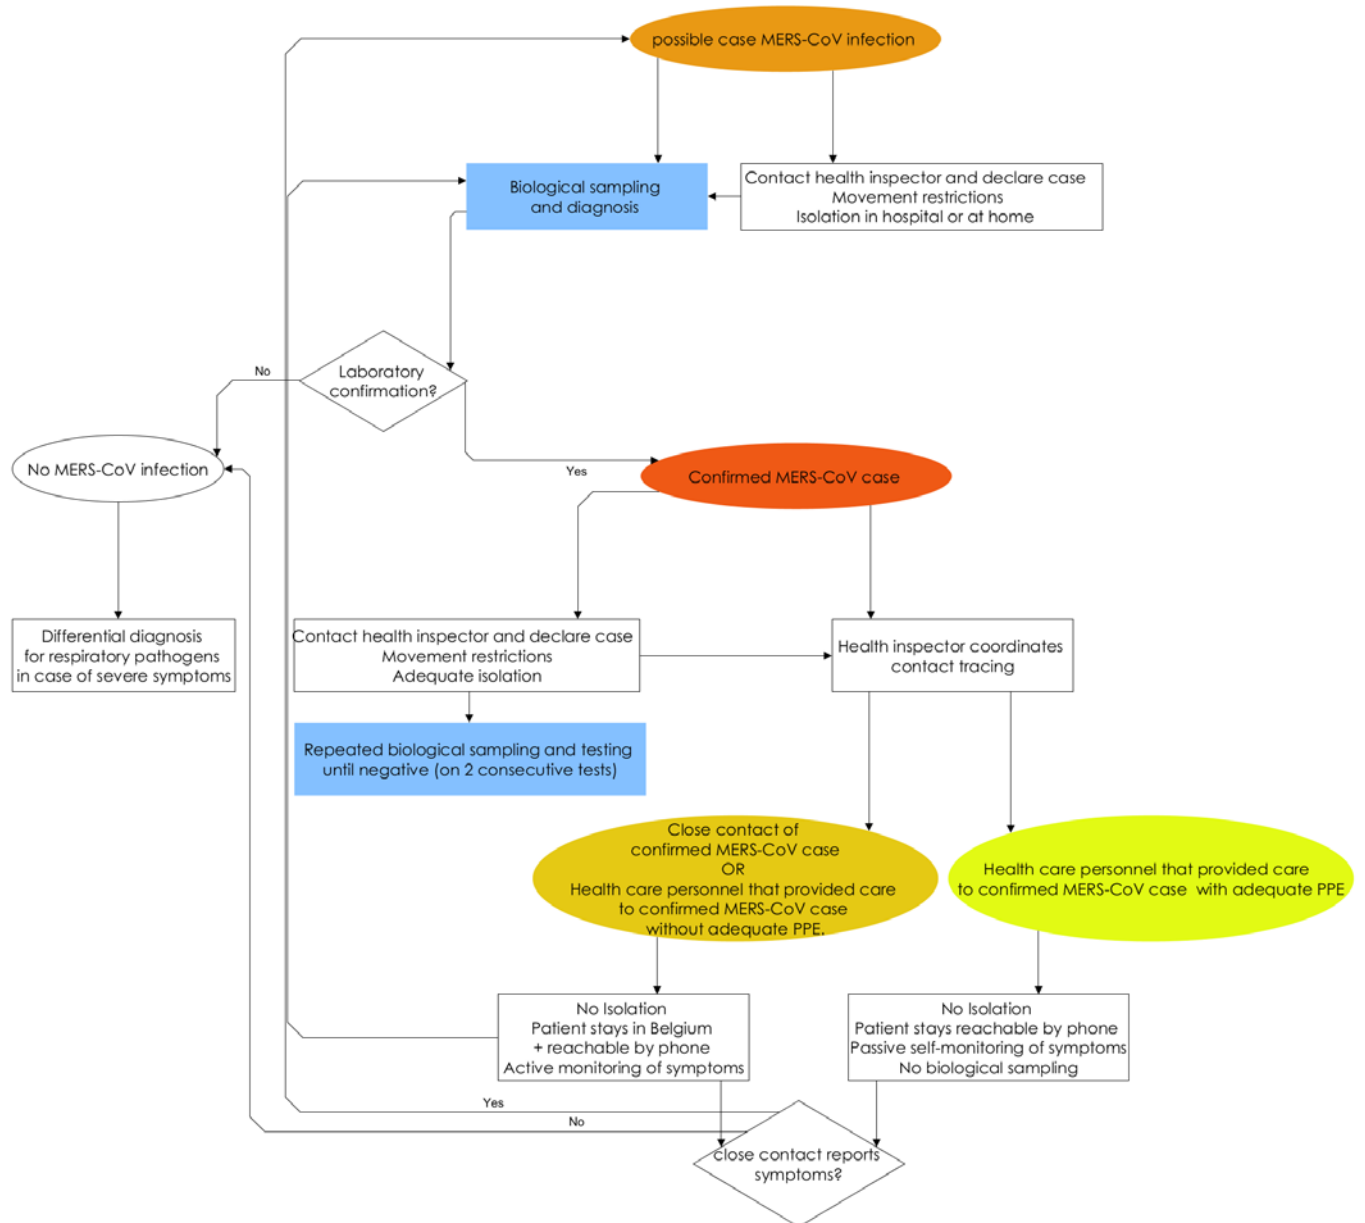 possible case MERS-CoV infection
Biological sampling
and diagnosis
Contact health inspector and declare case
Movement restrictions
Isolation in hospital or at home
Laboratory
confirmation?
No
Yes
No MERS-CoV infection
Confirmed MERS-CoV case
Differential diagnosis
for respiratory pathogens
in case of severe symptoms
Contact health inspector and declare case
Movement restrictions
Adequate isolation
Health inspector coordinates
contact tracing
Repeated biological sampling and testing
until negative (on 2 consecutive tests)
Close contact of
confirmed MERS-CoV case
OR
Health care personnel that provided care
to confirmed MERS-CoV case
without adequate PPE.
Health care personnel that provided care
to confirmed MERS-CoV case with adequate PPE
No Isolation
Patient stays in Belgium
+ reachable by phone
Active monitoring of symptoms
No Isolation
Patient stays reachable by phone
Passive self-monitoring of symptoms
No biological sampling
Yes
No
close contact reports
symptoms?